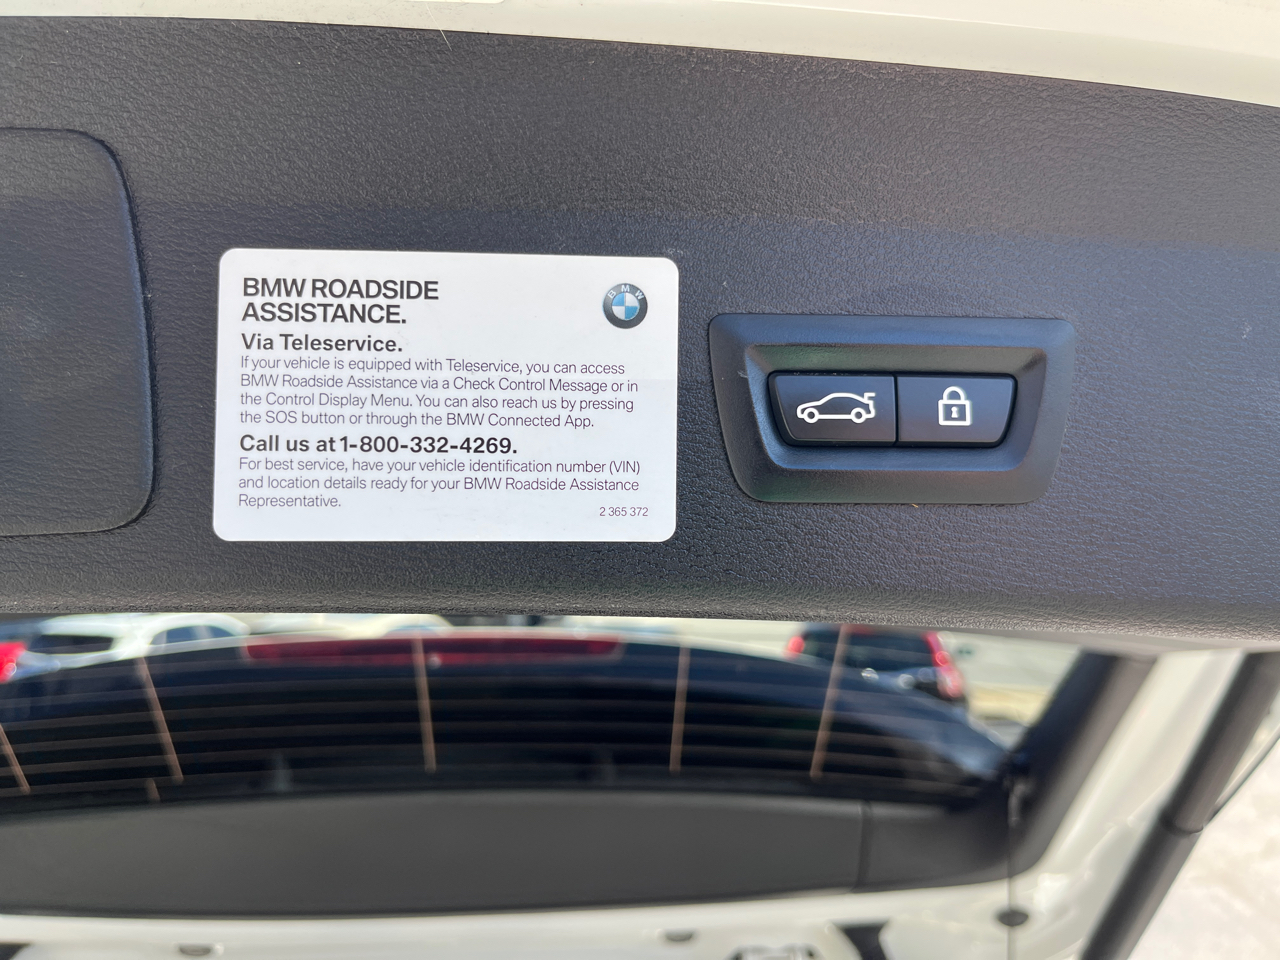 BMW ROADSIDE
ASSISTANCE.
BMW
Via Teleservice.
If your vehicle is equipped with Teleservice, you can access
BMW Roadside Assistance via a Check Control Message or in
the Control Display Menu. You can also reach us by pressing
the SOS button or through the BMW Connected App.
Call us at 1-800-332-4269.
For best service, have your vehicle identification number (VIN)
and location details ready for your BMW Roadside Assistance
Representative.
2 365 372